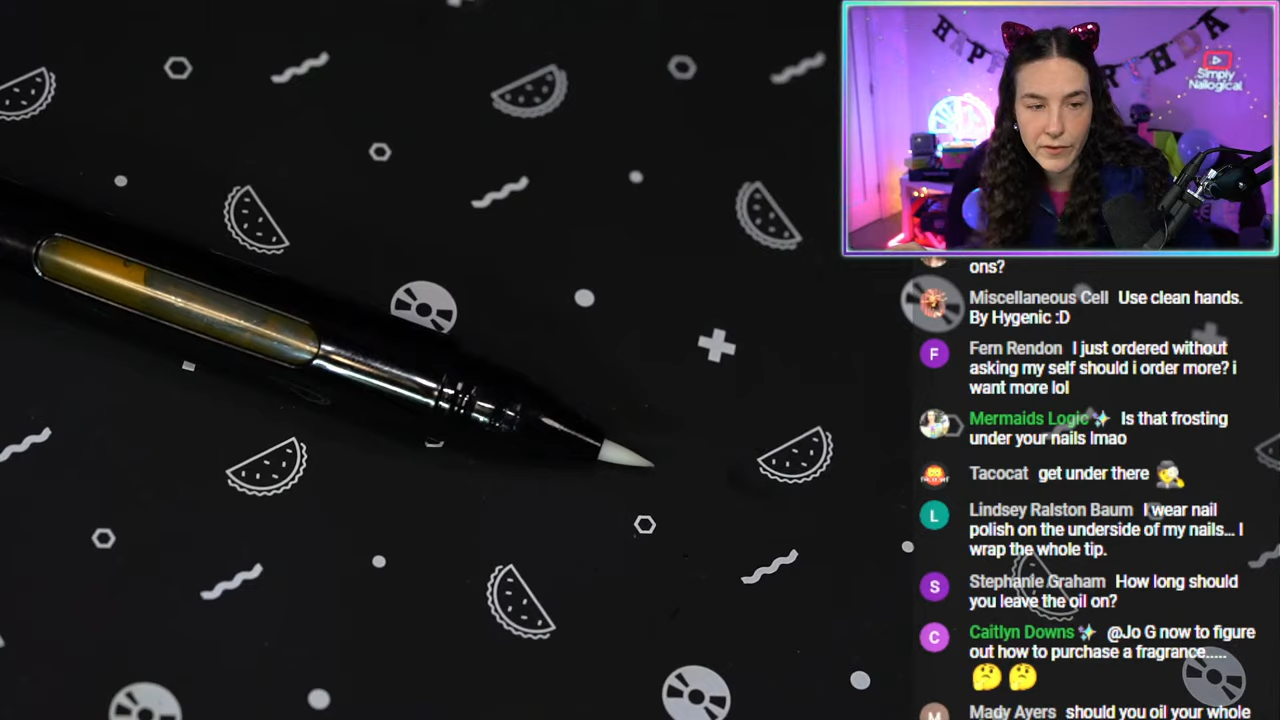 HAP
HDA
Simply
Nailogical
ons?
Miscellaneous Cell Use clean hands.
By Hygenic :D
F
Fern Rendon I just ordered without
asking my self should i order more? i
want more lol
Mermaids Logic Is that frosting
under your nails lmao
Tacocat get under there
L
Lindsey Ralston Baum I wear nail
polish on the underside of my nails... I
wrap the whole tip.
S
Stephanie Graham How long should
you leave the oil on?
C
Caitlyn Downs @Jo G now to figure
out how to purchase a fragrance.....
M
Mady Ayers should you oil your whole